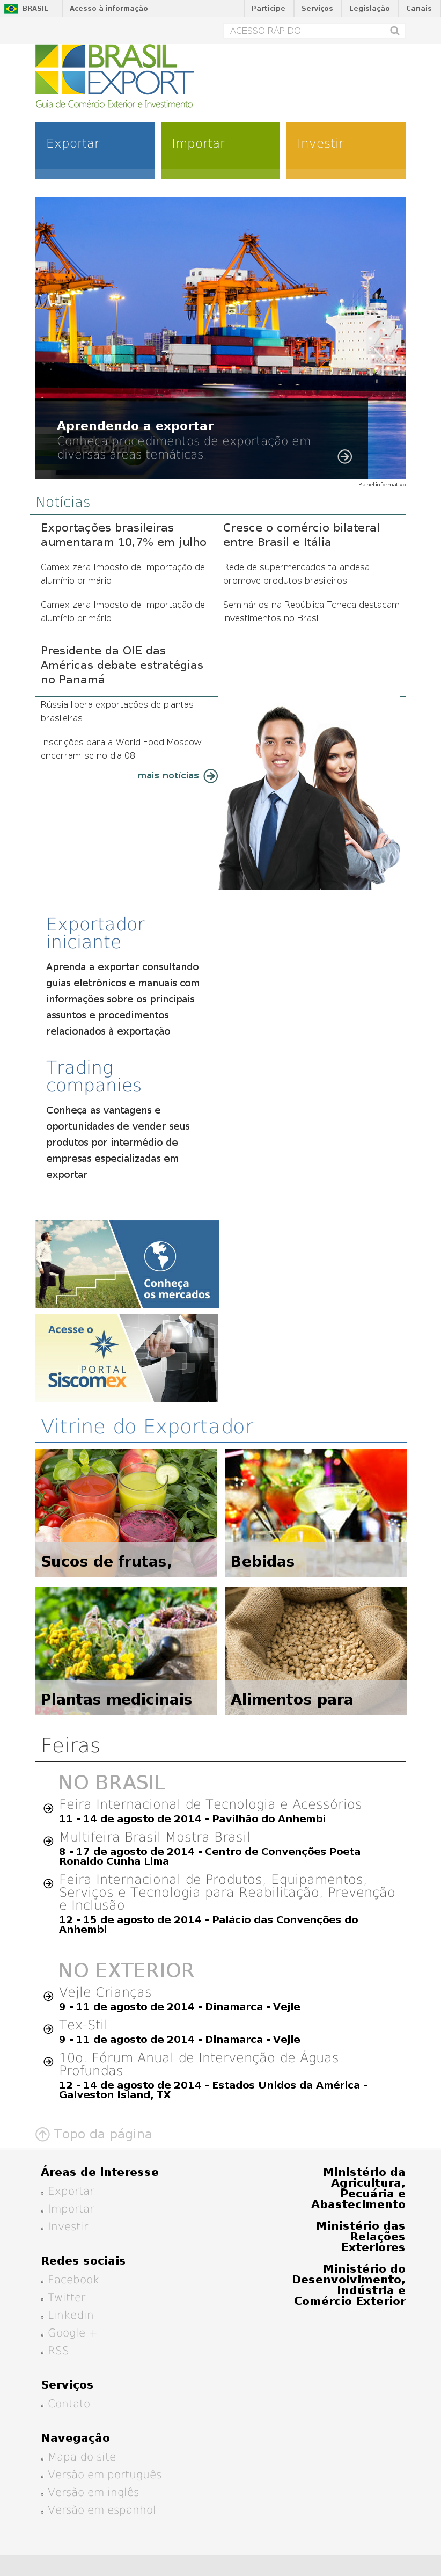 BRASIL
Acesso à informação
Participe
Serviços
Legislação
Canais
ACESSO RÁPIDO
BRASIL
EXPORT
Guia de Comércio Exterior e Investimento
Exportar
Importar
Investir
Aprendendo a exportar
Conheça procedimentos de exportação em
diversas áreas temáticas.
Painel informativo
Notícias
Exportações brasileiras
aumentaram 10,7% em julho
Camex zera Imposto de Importação de
alumínio primário
Camex zera Imposto de Importação de
alumínio primário
Cresce o comércio bilateral
entre Brasil e Itália
Rede de supermercados tailandesa
promove produtos brasileiros
Seminários na República Tcheca destacam
investimentos no Brasil
Presidente da OIE das
Américas debate estratégias
no Panamá
Rússia libera exportações de plantas
brasileiras
Inscrições para a World Food Moscow
encerram-se no dia 08
mais notícias
Exportador
iniciante
Aprenda a exportar consultando
guias eletrônicos e manuais com
informações sobre os principais
assuntos e procedimentos
relacionados à exportação
Trading
companies
Conheça as vantagens e
oportunidades de vender seus
produtos por intermédio de
empresas especializadas em
exportar
Conheça
os mercados
Acesse o
PORTAL
Siscomex
Vitrine do Exportador
Sucos de frutas,
Bebidas
Plantas medicinais
Alimentos para
Feiras
NO BRASIL
Feira Internacional de Tecnologia e Acessórios
11 - 14 de agosto de 2014 - Pavilhão do Anhembi
Multifeira Brasil Mostra Brasil
8 - 17 de agosto de 2014 - Centro de Convenções Poeta
Ronaldo Cunha Lima
Feira Internacional de Produtos, Equipamentos,
Serviços e Tecnologia para Reabilitação, Prevenção
e Inclusão
12 - 15 de agosto de 2014 - Palácio das Convenções do
Anhembi
NO EXTERIOR
Vejle Crianças
9 - 11 de agosto de 2014 - Dinamarca - Vejle
Tex-Stil
9 - 11 de agosto de 2014 - Dinamarca - Vejle
10o. Fórum Anual de Intervenção de Águas
Profundas
12 - 14 de agosto de 2014 - Estados Unidos da América -
Galveston Island, TX
Topo da página
Áreas de interesse
Exportar
Importar
Investir
Redes sociais
Facebook
Twitter
Linkedin
Google +
RSS
Serviços
Contato
Navegação
Mapa do site
Versão em português
Versão em inglês
Versão em espanhol
Ministério da
Agricultura,
Pecuária e
Abastecimento
Ministério das
Relações
Exteriores
Ministério do
Desenvolvimento,
Indústria e
Comércio Exterior